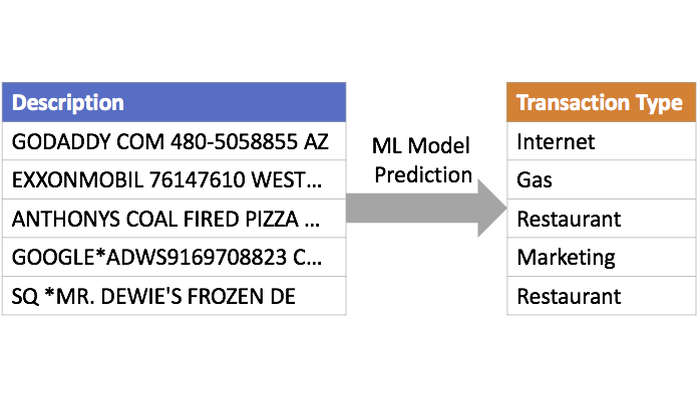 Description
GODADDY COM 480-5058855 AZ
EXXONMOBIL 76147610 WEST...
ANTHONYS COAL FIRED PIZZA ...
GOOGLE*ADWS9169708823 C...
SQ *MR. DEWIE'S FROZEN DE
ML Model
Prediction
Transaction Type
Internet
Gas
Restaurant
Marketing
Restaurant